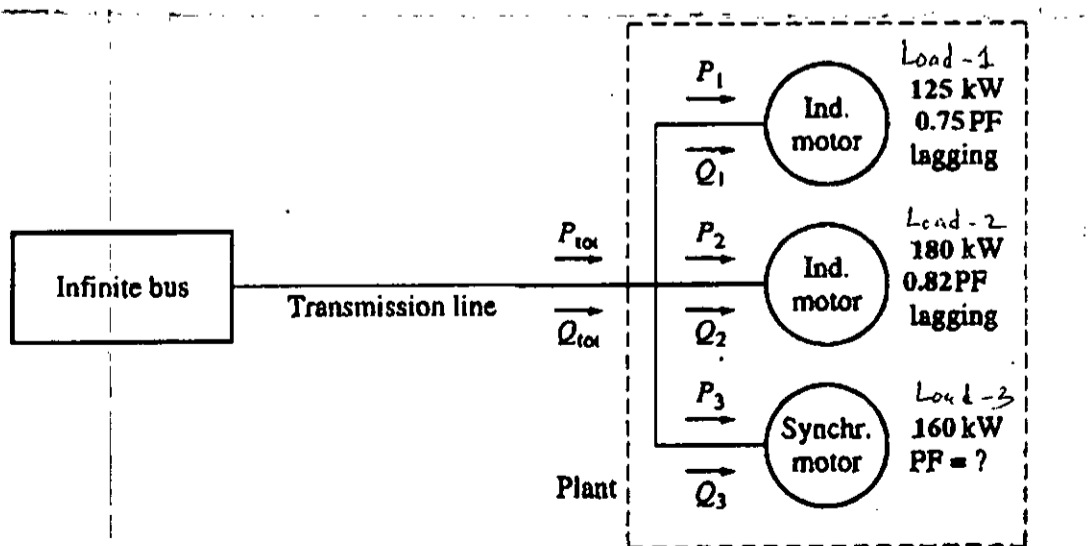 Load-1
P1
125 kW
Ind.
motor
0.75 PF
lagging
Q1
Load-2
Ptot
P2
180 kW
Infinite bus
Ind.
motor
0.82 PF
lagging
Transmission line
Qtot
Q2
Load-3
P3
160 kW
Synchr.
motor
PF = ?
Plant
Q3